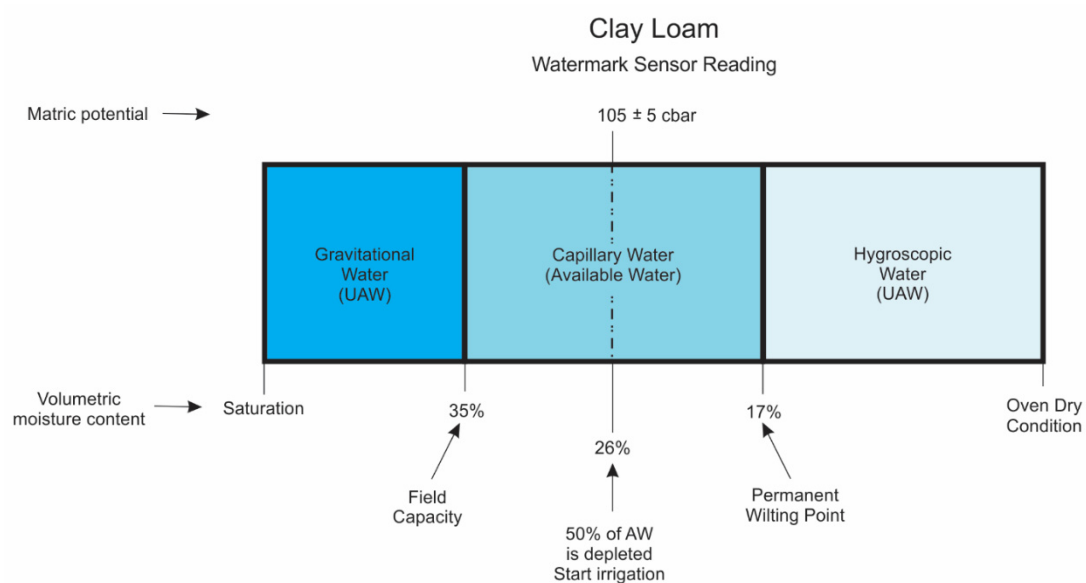 Clay Loam
Watermark Sensor Reading
Matric potential
105 ± 5 cbar
Gravitational
Water
(UAW)
Capillary Water
(Available Water)
Hygroscopic
Water
(UAW)
Volumetric
moisture content
Saturation
35%
26%
17%
Oven Dry
Condition
Field
Capacity
50% of AW
is depleted
Start irrigation
Permanent
Wilting Point